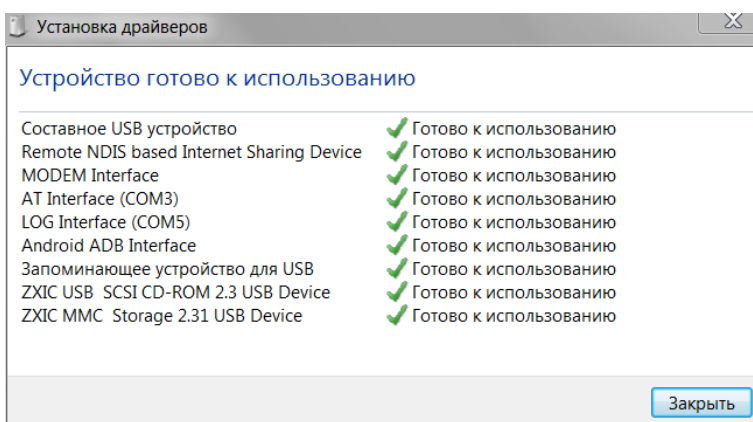 Установка драйверов
Устройство готово к использованию
Составное USB устройство Готово к использованию
Remote NDIS based Internet Sharing Device Готово к использованию
MODEM Interface Готово к использованию
AT Interface (COM3) Готово к использованию
LOG Interface (COM5) Готово к использованию
Android ADB Interface Готово к использованию
Запоминающее устройство для USB Готово к использованию
ZXIC USB SCSI CD-ROM 2.3 USB Device Готово к использованию
ZXIC MMC Storage 2.31 USB Device Готово к использованию
Закрыть